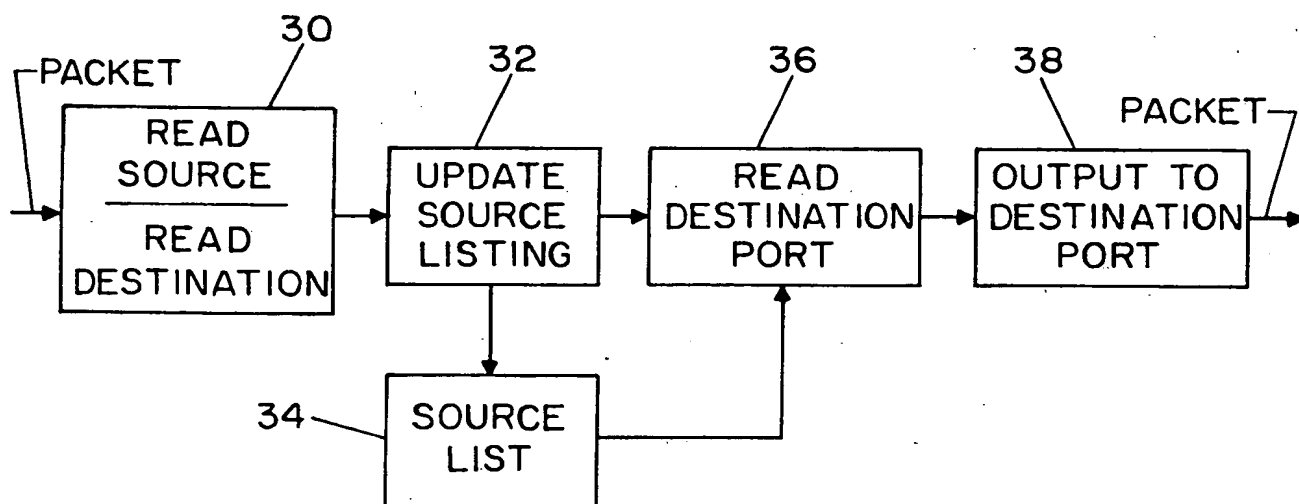 30
PACKET
READ
SOURCE
READ
DESTINATION
32
UPDATE
SOURCE
LISTING
34
SOURCE
LIST
36
READ
DESTINATION
PORT
38
OUTPUT TO
DESTINATION
PORT
PACKET